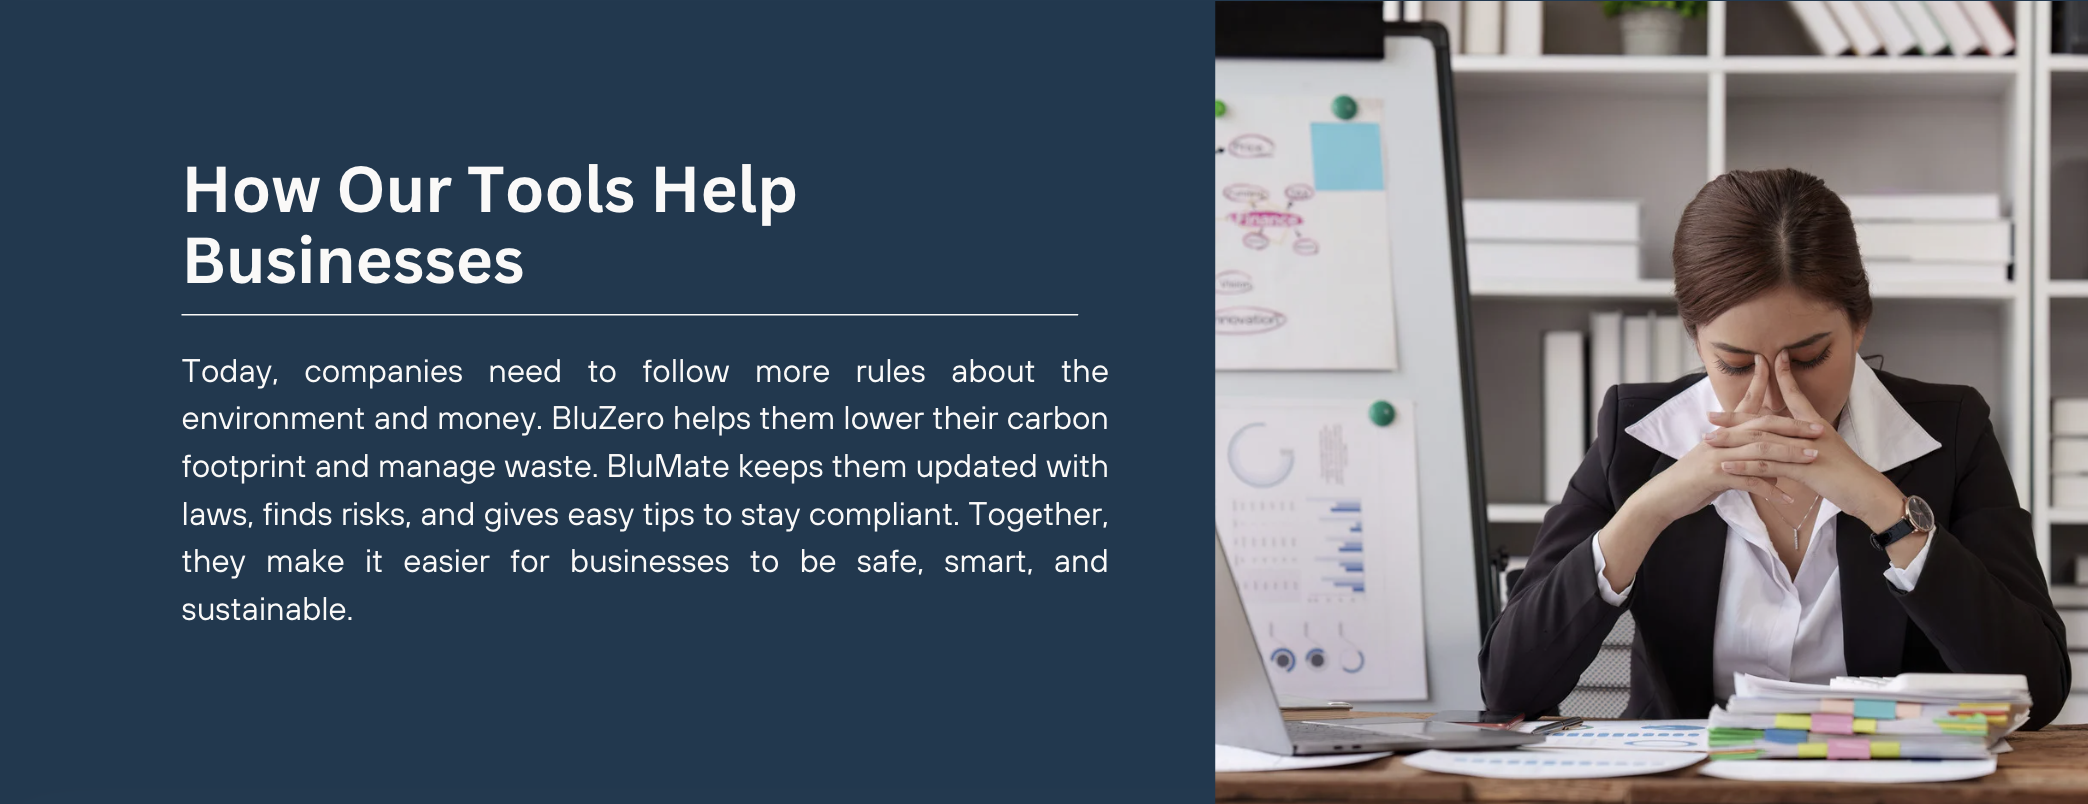 How Our Tools Help
Businesses
Today, companies need to follow more rules about the
environment and money. BluZero helps them lower their carbon
footprint and manage waste. BluMate keeps them updated with
laws, finds risks, and gives easy tips to stay compliant. Together,
they make it easier for businesses to be safe, smart, and
sustainable.
Price
Finance
Vision
nnovation